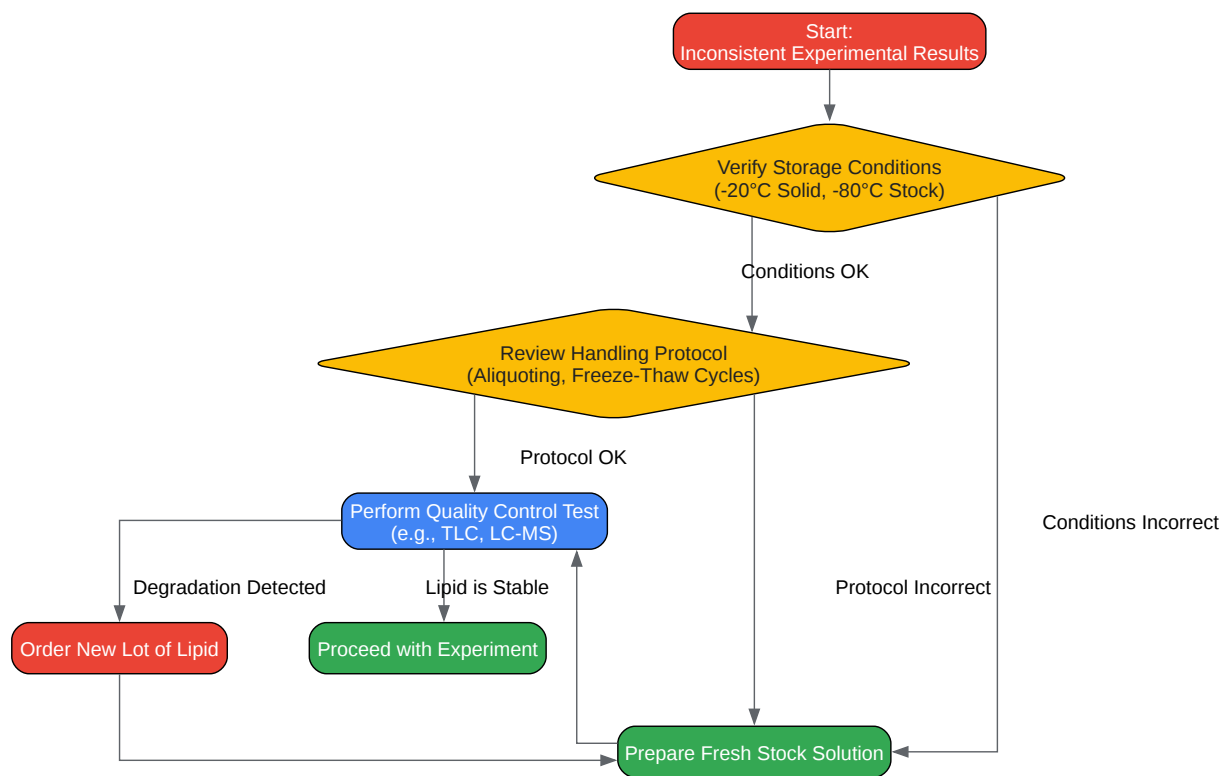 Start:
Inconsistent Experimental Results
Verify Storage Conditions
(-20°C Solid, -80°C Stock)
Conditions OK
Review Handling Protocol
(Aliquoting, Freeze-Thaw Cycles)
Protocol OK
Perform Quality Control Test
(e.g., TLC, LC-MS)
Conditions Incorrect
Degradation Detected
Lipid is Stable
Protocol Incorrect
Order New Lot of Lipid
Proceed with Experiment
Prepare Fresh Stock Solution